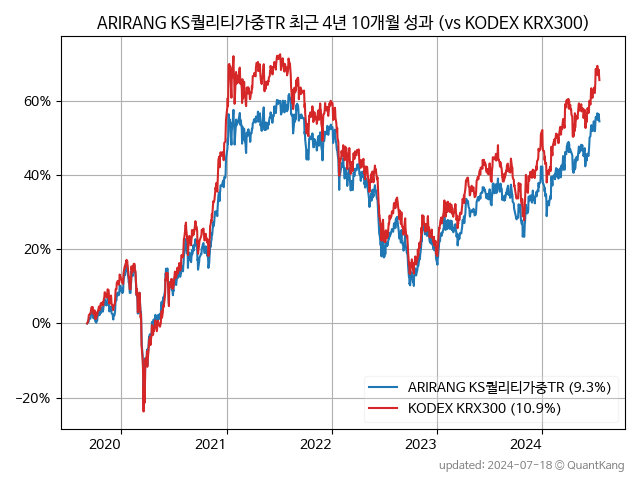 ARIRANG KS퀄리티가중TR 최근 4년 10개월 성과 (vs KODEX KRX300)
60%
40%
20%
0%
−20%
ARIRANG KS퀄리티가중TR (9.3%)
KODEX KRX300 (10.9%)
2020 2021 2022 2023 2024
updated: 2024-07-18 © QuantKang